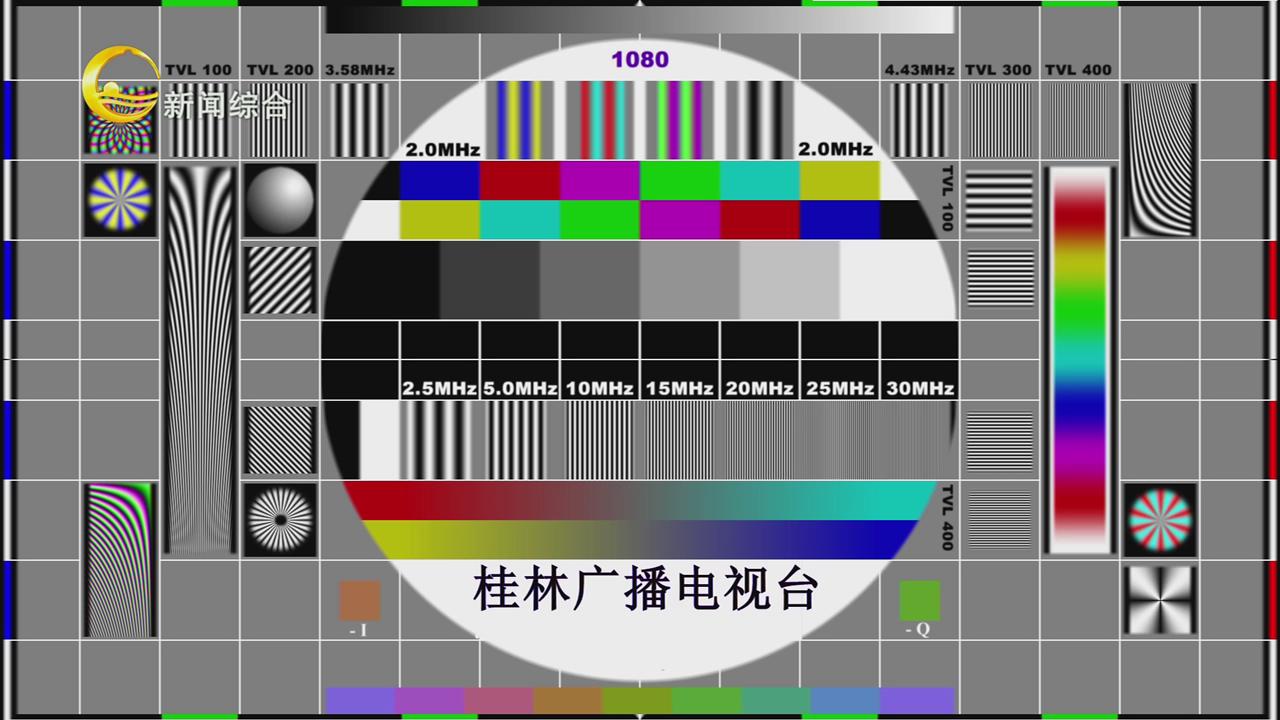 1080
TVL 100 TVL 200 3.58MHz 4.43MHz TVL 300 TVL 400
新闻综合
2.0MHz 2.0MHz
TVL 100
2.5MHz 5.0MHz 10MHz 15MHz 20MHz 25MHz 30MHz
TVL 400
桂林广播电视台
- I - Q